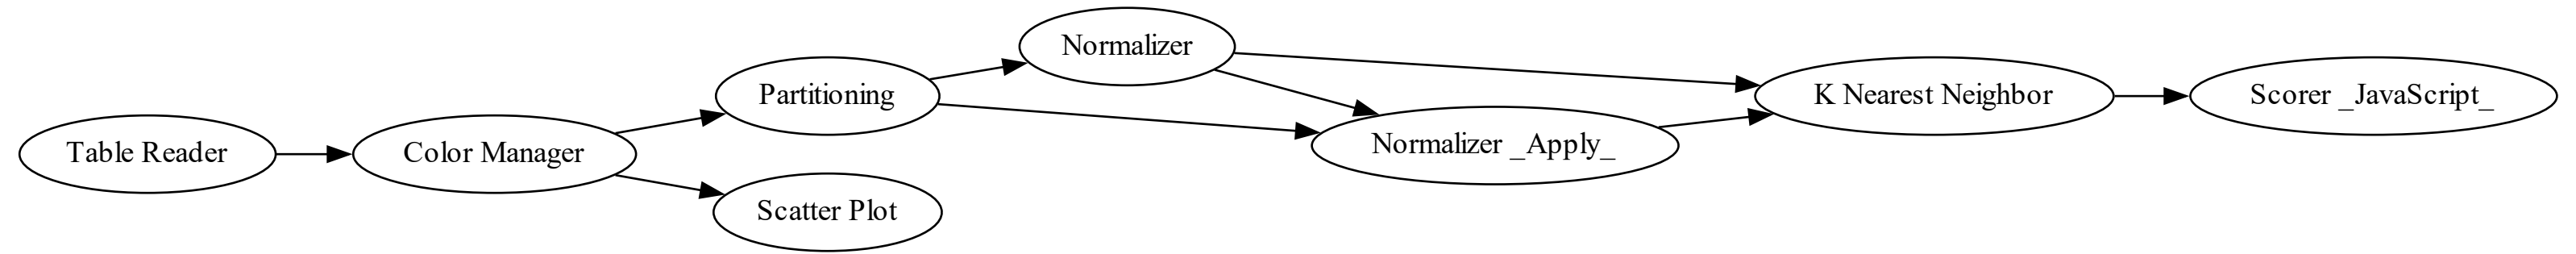 Table Reader
Color Manager
Partitioning
Scatter Plot
Normalizer
Normalizer _Apply_
K Nearest Neighbor
Scorer _JavaScript_